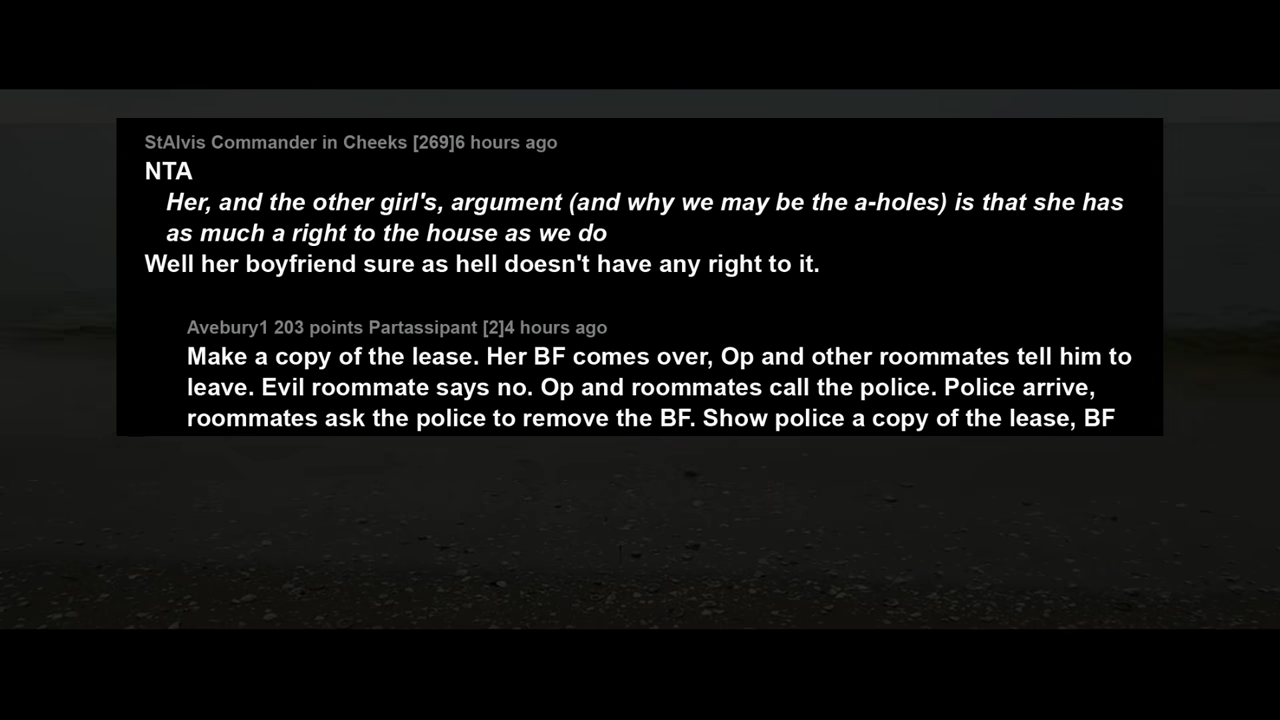 StAlvis Commander in Cheeks [269]6 hours ago
NTA
Her, and the other girl's, argument (and why we may be the a-holes) is that she has
as much a right to the house as we do
Well her boyfriend sure as hell doesn't have any right to it.
Avebury1 203 points Partassipant [2]4 hours ago
Make a copy of the lease. Her BF comes over, Op and other roommates tell him to
leave. Evil roommate says no. Op and roommates call the police. Police arrive,
roommates ask the police to remove the BF. Show police a copy of the lease, BF